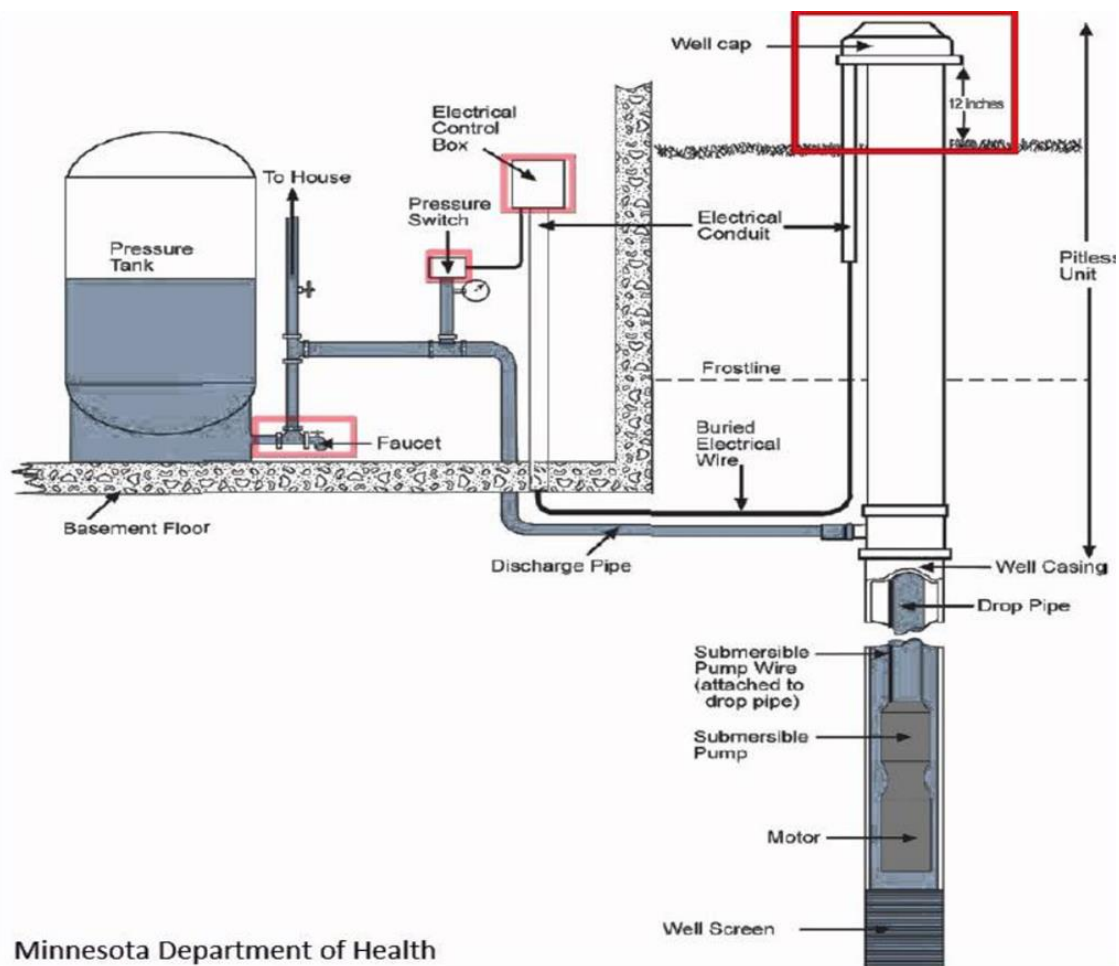 Well cap
12 inches
Electrical
Control
Box
To House
Pressure
Switch
Electrical
Conduit
Pressure
Tank
Pitless
Unit
Frostline
Faucet
Buried
Electrical
Wire
Basement Floor
Discharge Pipe
Well Casing
Drop Pipe
Submersible
Pump Wire
(attached to
drop pipe)
Submersible
Pump
Motor
Well Screen
Minnesota Department of Health